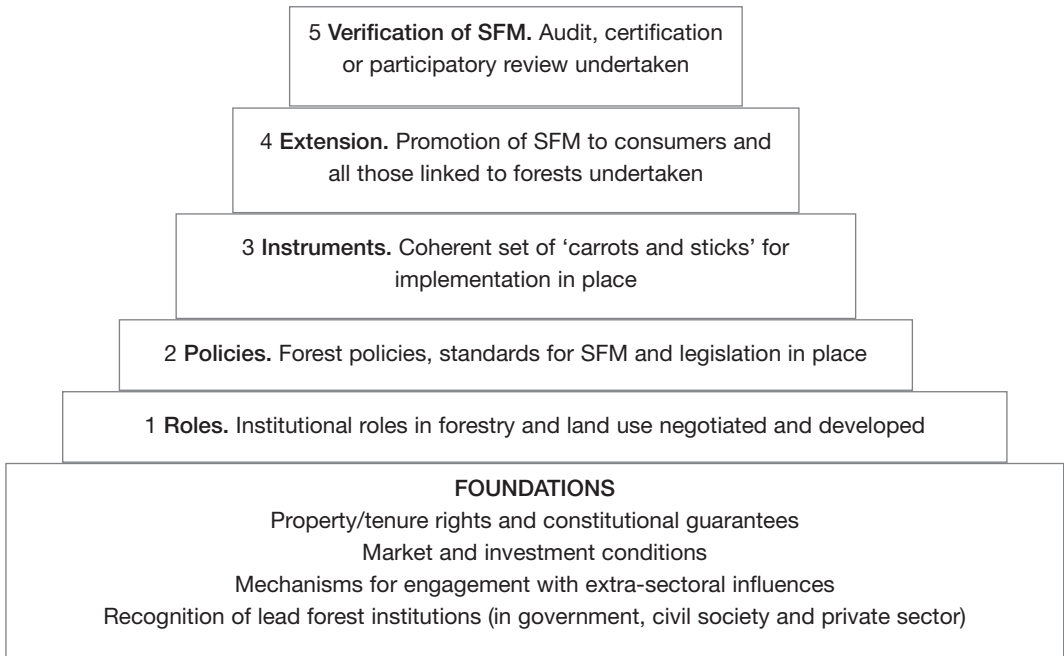 5 Verification of SFM. Audit, certification
or participatory review undertaken
4 Extension. Promotion of SFM to consumers and
all those linked to forests undertaken
3 Instruments. Coherent set of ‘carrots and sticks’ for
implementation in place
2 Policies. Forest policies, standards for SFM and legislation in place
1 Roles. Institutional roles in forestry and land use negotiated and developed
FOUNDATIONS
Property/tenure rights and constitutional guarantees
Market and investment conditions
Mechanisms for engagement with extra-sectoral influences
Recognition of lead forest institutions (in government, civil society and private sector)